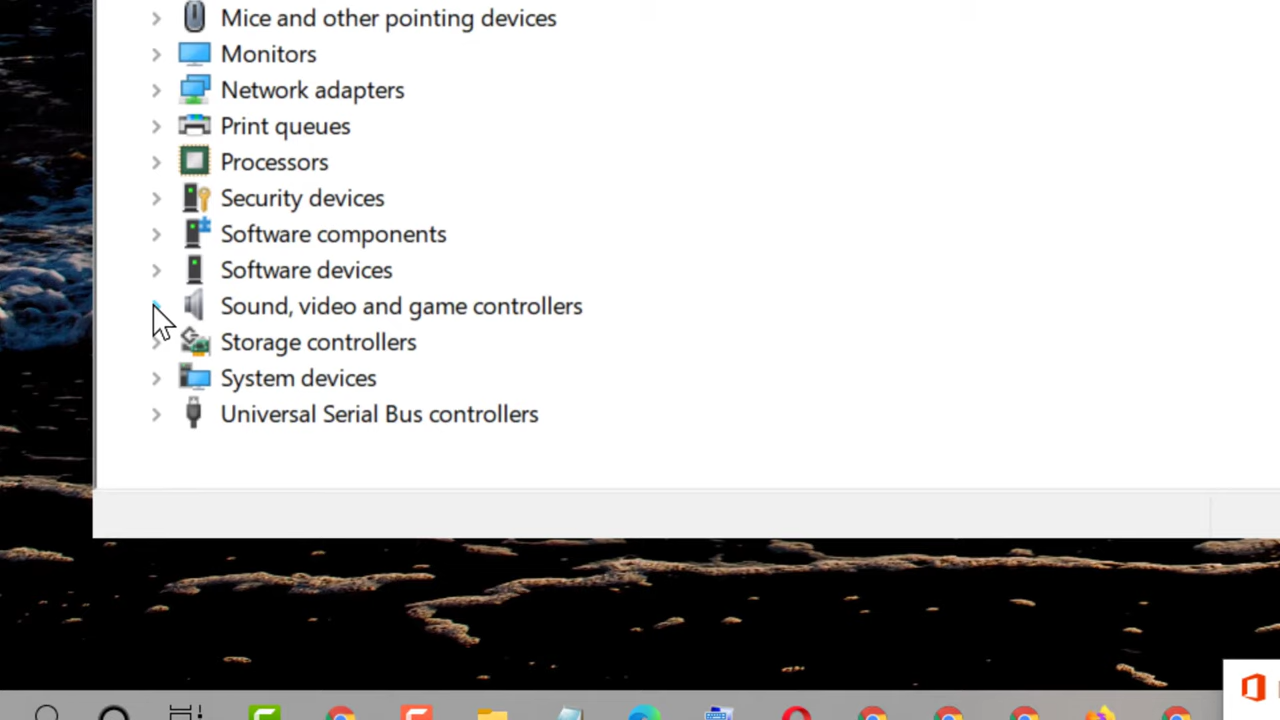 Mice and other pointing devices
Monitors
Network adapters
Print queues
Processors
Security devices
Software components
Software devices
Sound, video and game controllers
Storage controllers
System devices
Universal Serial Bus controllers